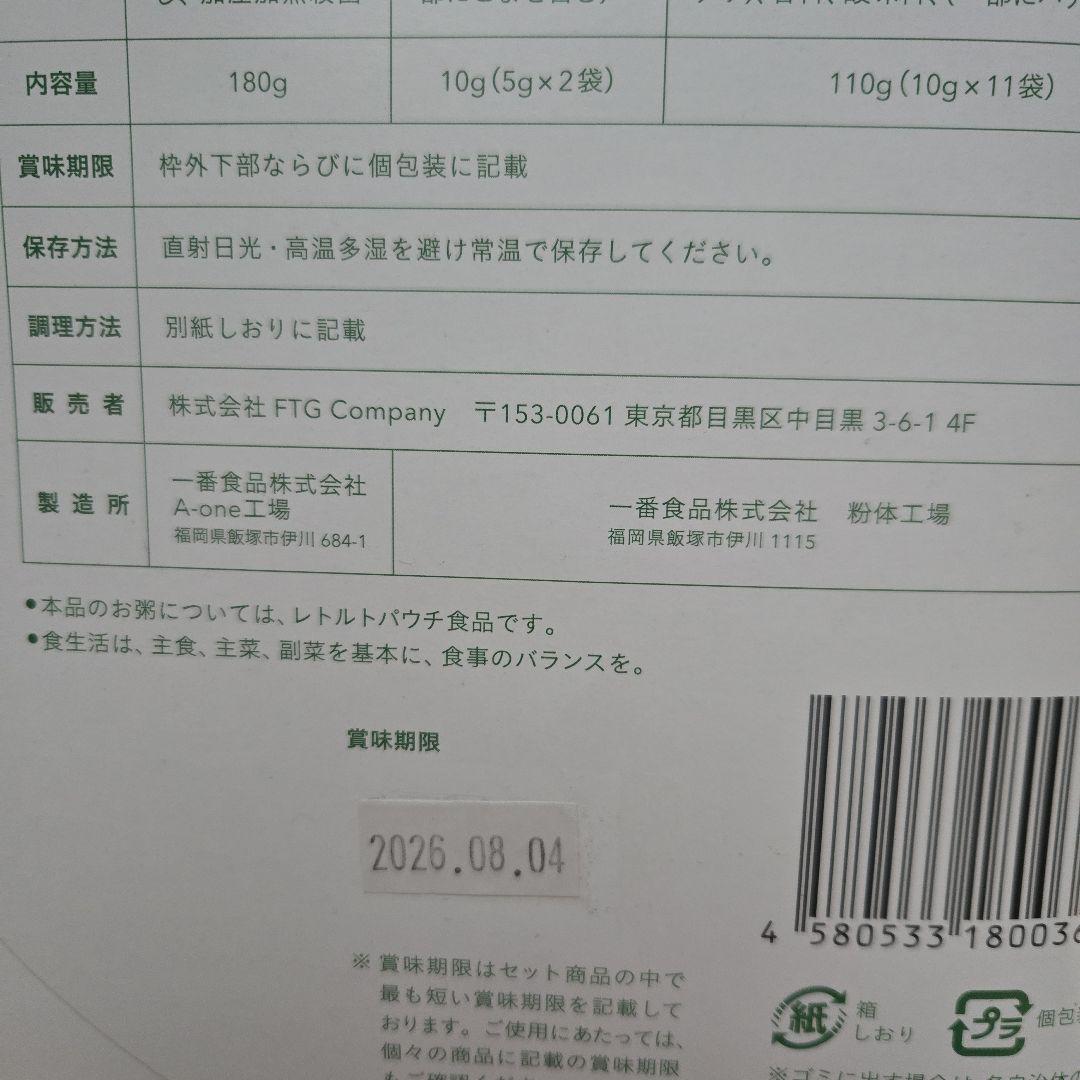 内容量 180g 10g(5g×2袋) 110g(10g×11袋)
賞味期限 枠外下部ならびに個包装に記載
保存方法 直射日光・高温多湿を避け常温で保存してください。
調理方法 別紙しおりに記載
販売者 株式会社 FTG Company 〒153-0061 東京都目黒区中目黒 3-6-1 4F
製造所
一番食品株式会社
A-one工場
福岡県飯塚市伊川 684-1
一番食品株式会社 粉体工場
福岡県飯塚市伊川 1115
●本品のお粥については、レトルトパウチ食品です。
●食生活は、主食、主菜、副菜を基本に、食事のバランスを。
賞味期限
2026.08.04
4 580533 18003
※ 賞味期限はセット商品の中で
最も短い賞味期限を記載して
おります。ご使用にあたっては、
個々の商品に記載の賞味期限
紙 箱
しおり
プラ 個包